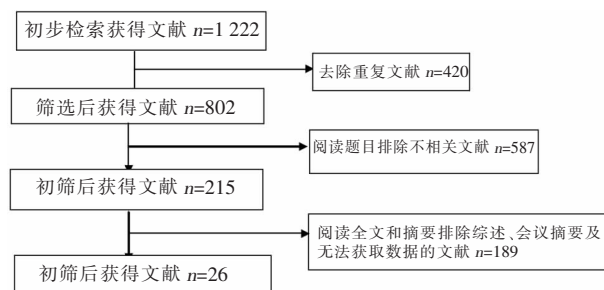 初步检索获得文献 n=1 222
去除重复文献 n=420
筛选后获得文献 n=802
阅读题目排除不相关文献 n=587
初筛后获得文献 n=215
阅读全文和摘要排除综述、会议摘要及
无法获取数据的文献 n=189
初筛后获得文献 n=26